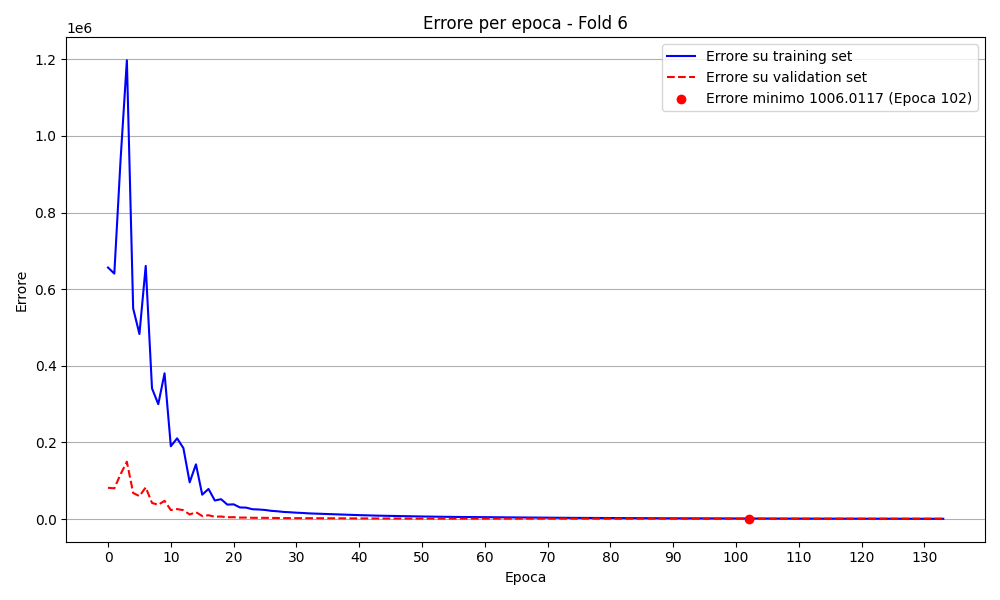 Errore per epoca - Fold 6
1e6
Errore su training set
Errore su validation set
Errore minimo 1006.0117 (Epoca 102)
1.2
1.0
0.8
0.6
0.4
0.2
0.0
Errore
0 10 20 30 40 50 60 70 80 90 100 110 120 130
Epoca